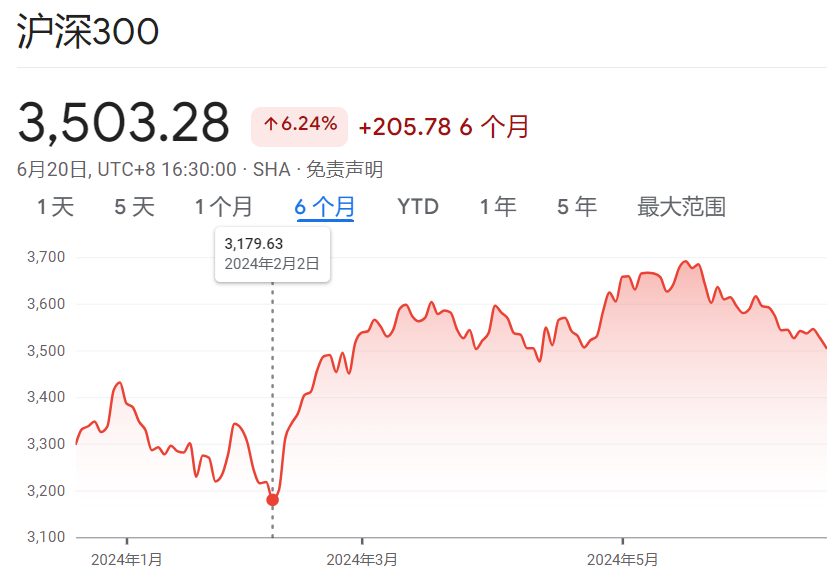 沪深300
3,503.28 ↑6.24% +205.78 6 个月
6月20日, UTC+8 16:30:00 · SHA · 免责声明
1 天 5 天 1 个月 6 个月 YTD 1 年 5 年 最大范围
3,179.63
2024年2月2日
3,700
3,600
3,500
3,400
3,300
3,200
3,100
2024年1月 2024年3月 2024年5月